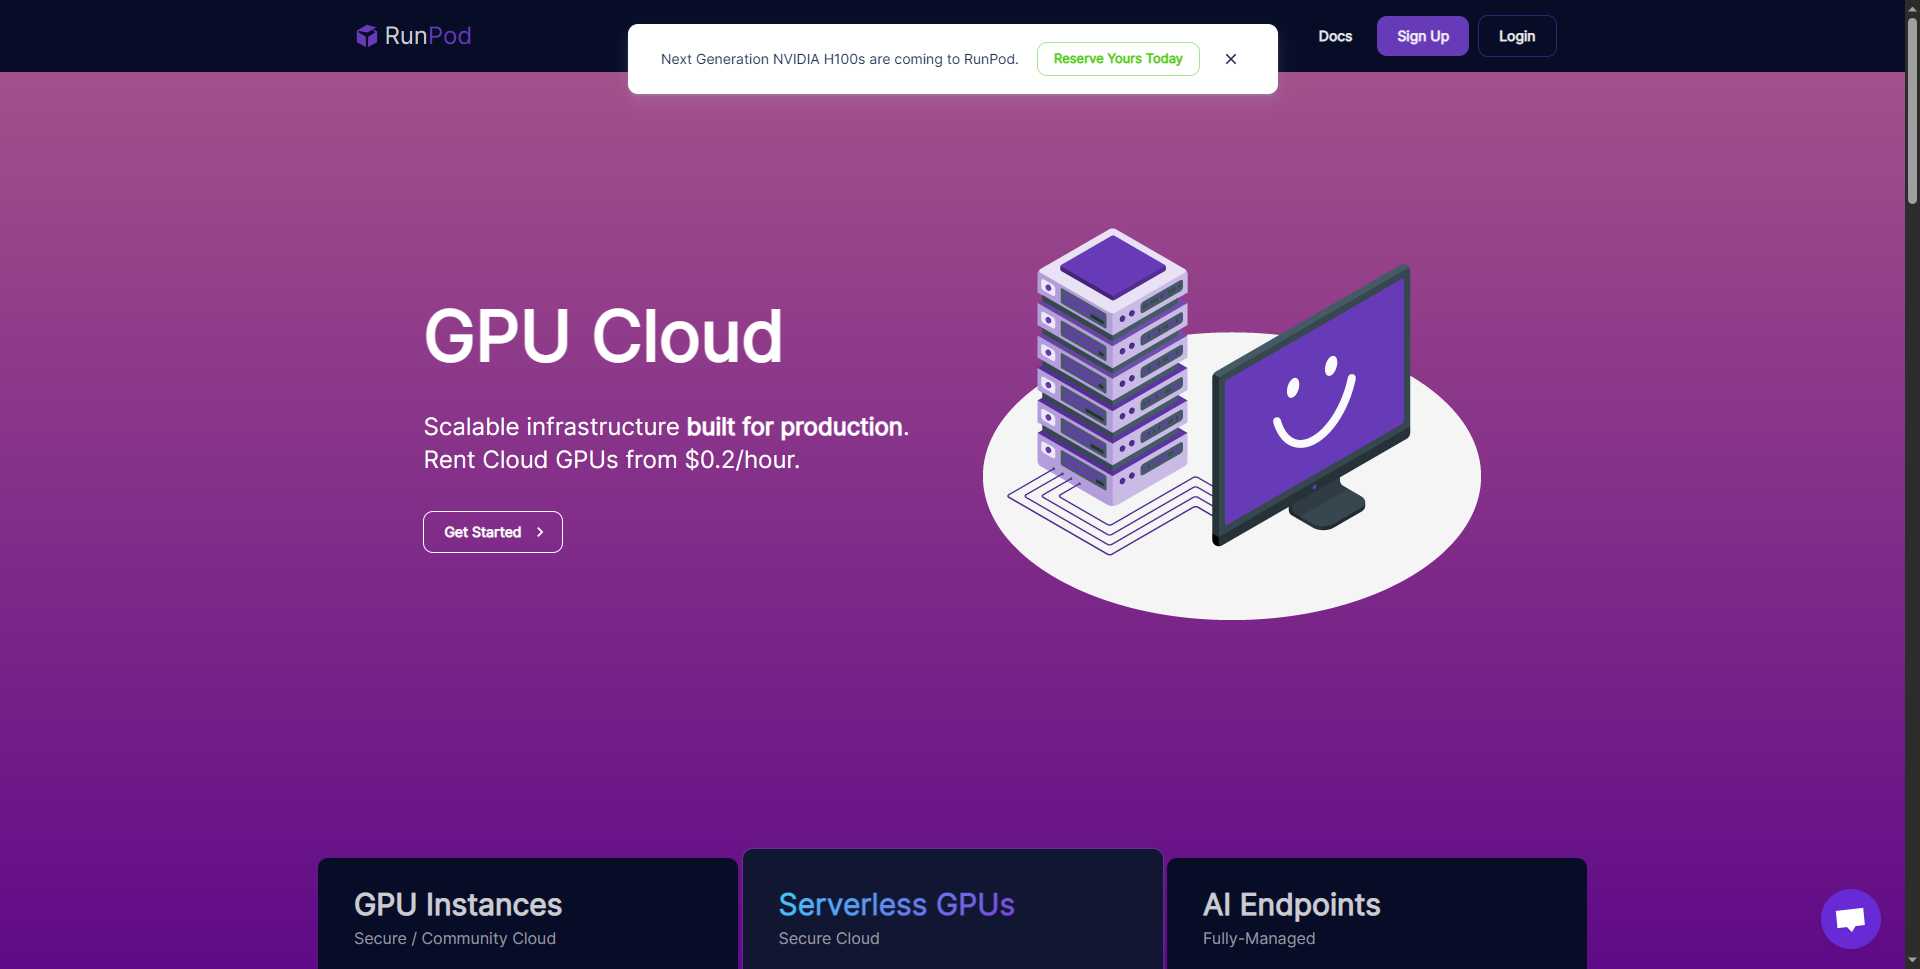 RunPod
Next Generation NVIDIA H100s are coming to RunPod.
Reserve Yours Today
Docs
Sign Up
Login
GPU Cloud
Scalable infrastructure built for production.
Rent Cloud GPUs from $0.2/hour.
Get Started
GPU Instances
Secure / Community Cloud
Serverless GPUs
Secure Cloud
AI Endpoints
Fully-Managed